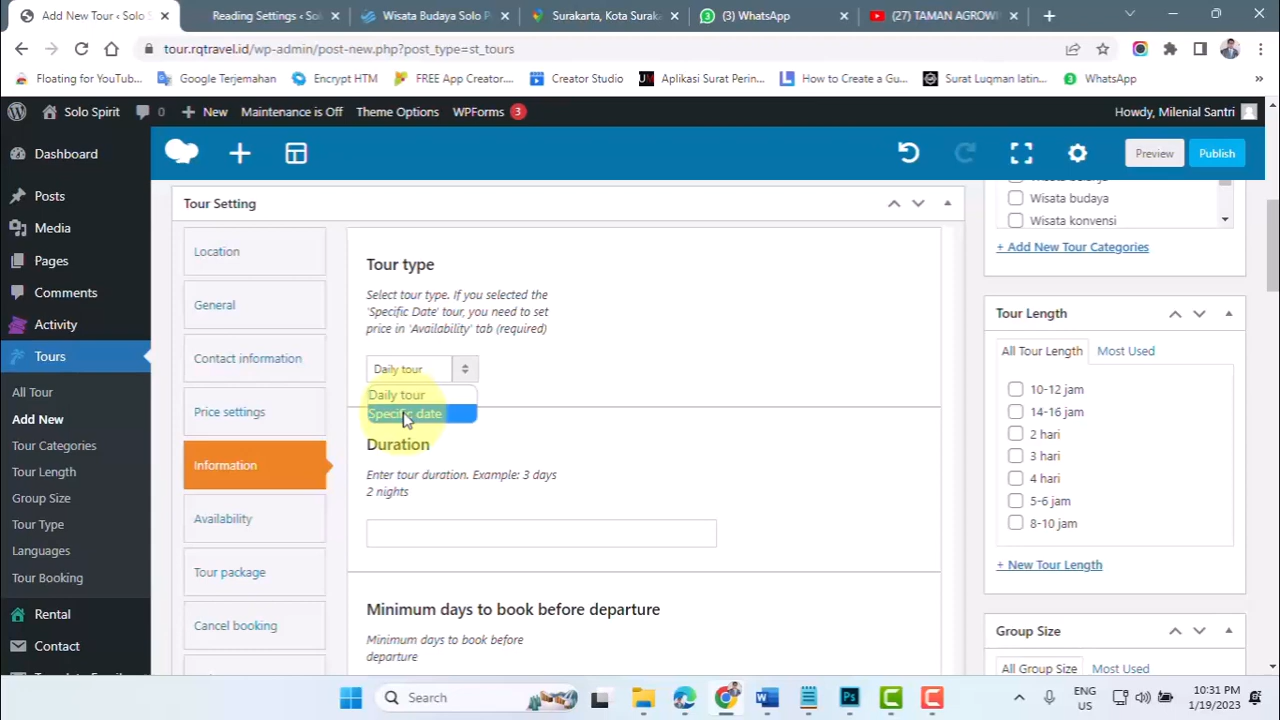 Add New Tour ‹ Solo S
Reading Settings ‹ Sol
Wisata Budaya Solo P
Surakarta, Kota Suraka
(3) WhatsApp
(27) TAMAN AGROWI
tour.rqtravel.id/wp-admin/post-new.php?post_type=st_tours
Floating for YouTub...
Google Terjemahan
Encrypt HTM
FREE App Creator....
Creator Studio
Aplikasi Surat Perin...
How to Create a Gu...
Surat Luqman latin...
WhatsApp
»
Solo Spirit
0
New
Maintenance is Off
Theme Options
WPForms 3
Howdy, Milenial Santri
Dashboard
Posts
Media
Pages
Comments
Activity
Tours
All Tour
Add New
Tour Categories
Tour Length
Group Size
Tour Type
Languages
Tour Booking
Rental
Contact
Preview
Publish
Tour Setting
Location
General
Contact information
Price settings
Information
Availability
Tour package
Cancel booking
Tour type
Select tour type. If you selected the
'Specific Date' tour, you need to set
price in 'Availability' tab (required)
Daily tour
Daily tour
Specific date
Duration
Enter tour duration. Example: 3 days
2 nights
Minimum days to book before departure
Minimum days to book before
departure
Wisata budaya
Wisata konvensi
+ Add New Tour Categories
Tour Length
All Tour Length
Most Used
10-12 jam
14-16 jam
2 hari
3 hari
4 hari
5-6 jam
8-10 jam
+ New Tour Length
Group Size
All Group Size
Most Used
Search
ENG
US
10:31 PM
1/19/2023